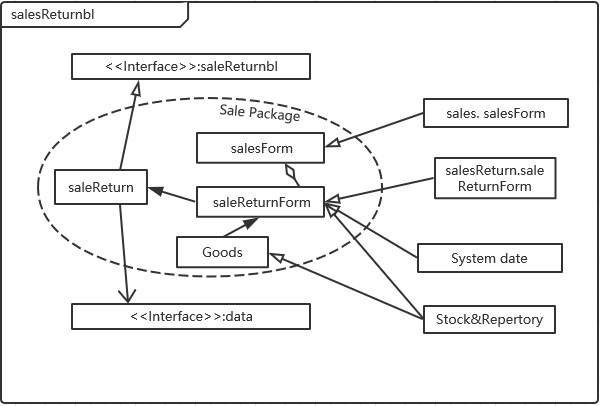 salesReturnbl
<<Interface>>:saleReturnbl
Sale Package
sales. salesForm
salesForm
salesReturn.sale
ReturnForm
saleReturn
saleReturnForm
Goods
System date
<<Interface>>:data
Stock&Repertory